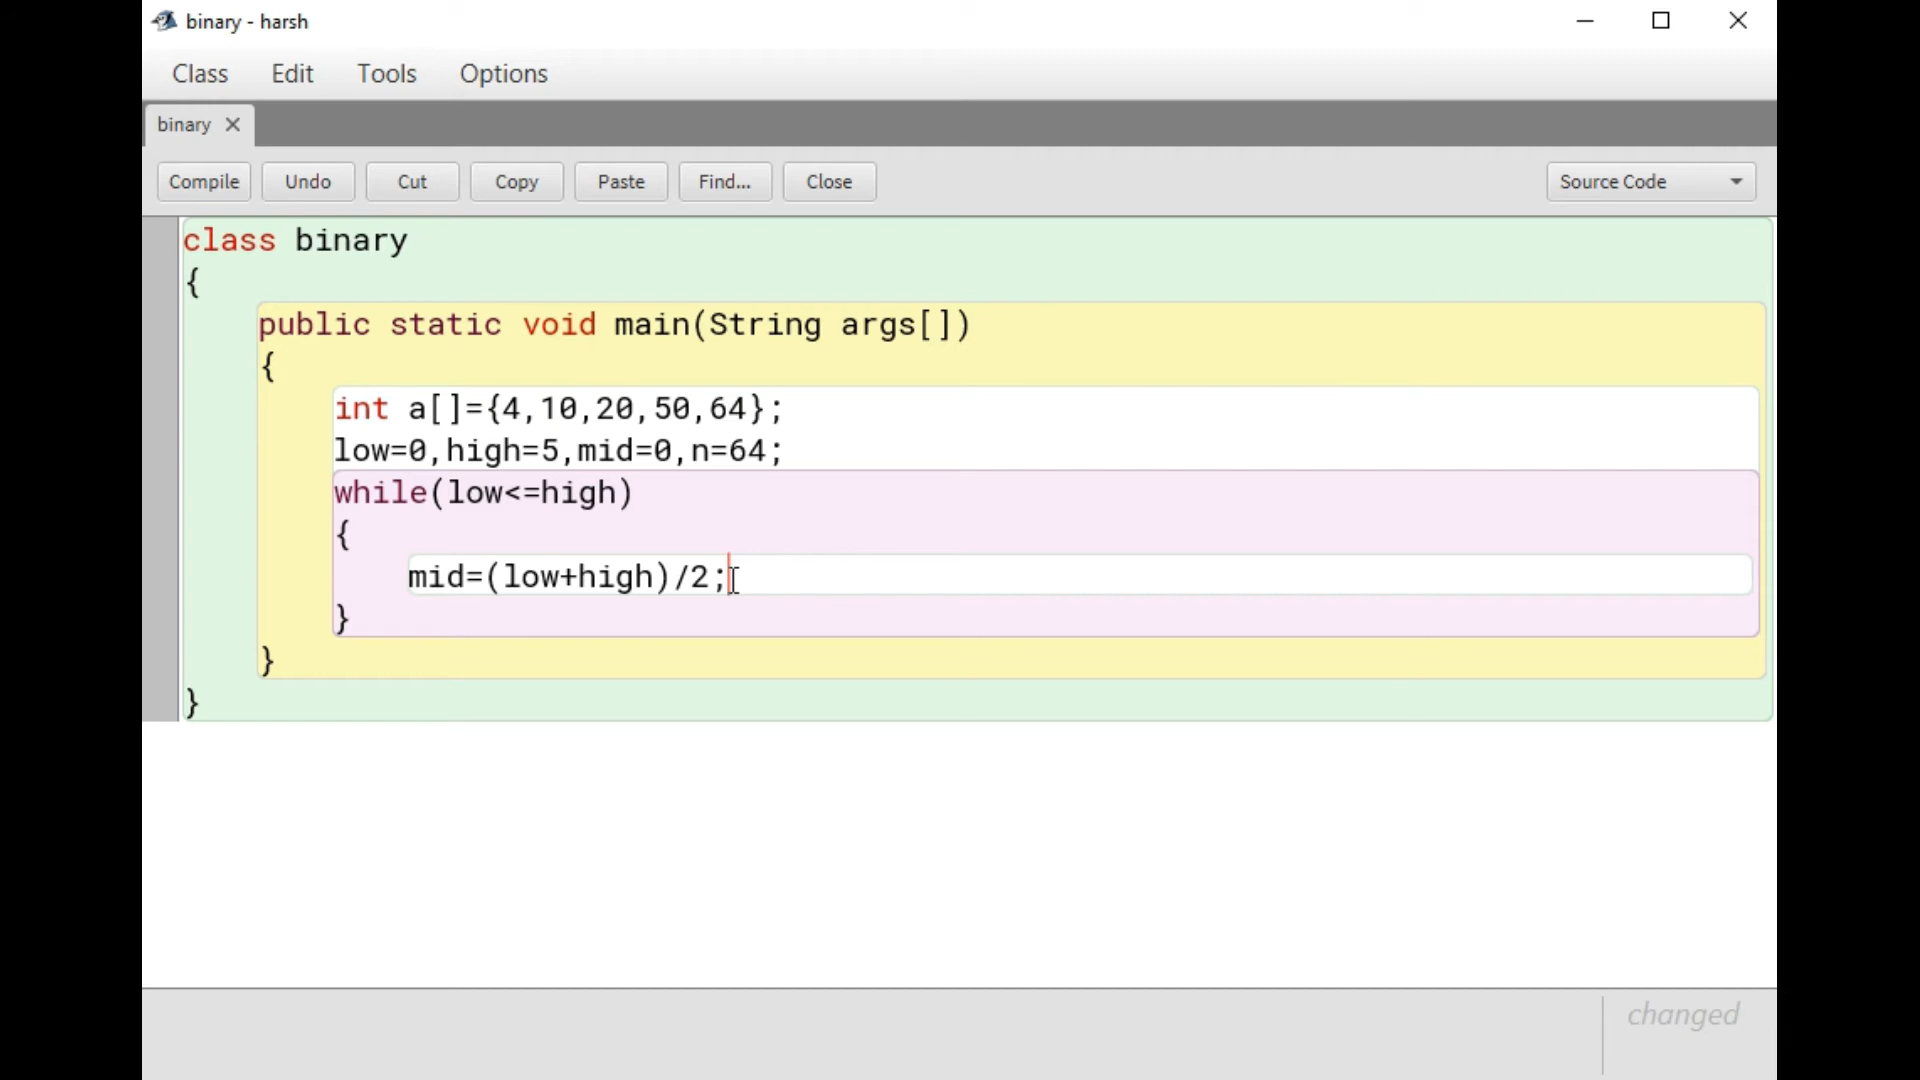 binary - harsh
Class Edit Tools Options
binary
Compile Undo Cut Copy Paste Find... Close Source Code
class binary
{
public static void main(String args[])
{
int a[]={4,10,20,50,64};
low=0,high=5,mid=0,n=64;
while(low<=high)
{
mid=(low+high)/2;
}
}
}
changed